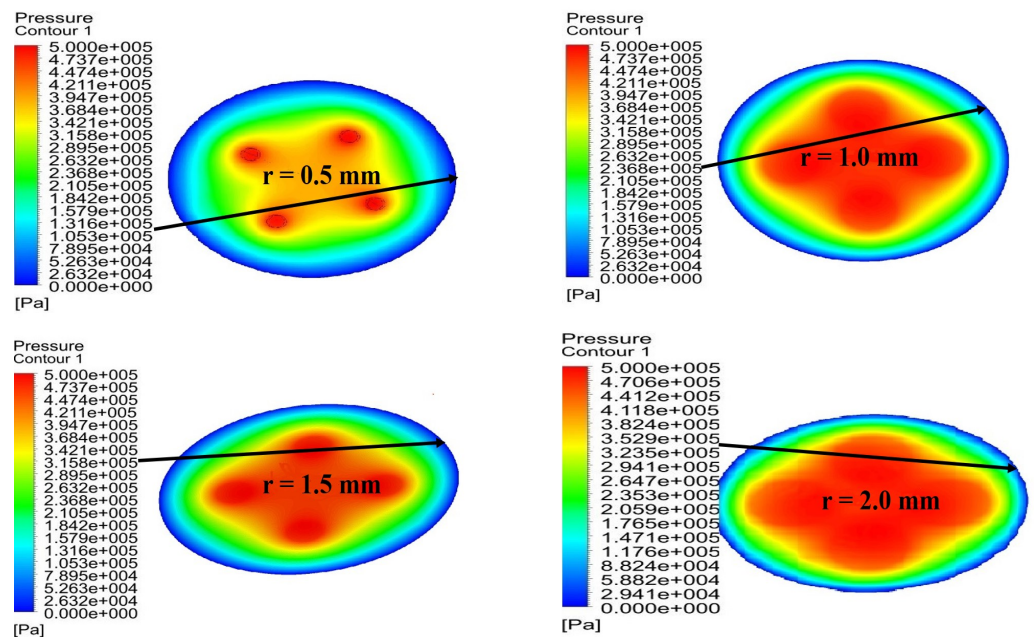 Pressure
Contour 1
5.000e+005
4.737e+005
4.474e+005
4.211e+005
3.947e+005
3.684e+005
3.421e+005
3.158e+005
2.895e+005
2.632e+005
2.368e+005
2.105e+005
1.842e+005
1.579e+005
1.316e+005
1.053e+005
7.895e+004
5.263e+004
2.632e+004
0.000e+000
[Pa]
r = 0.5 mm
Pressure
Contour 1
5.000e+005
4.737e+005
4.474e+005
4.211e+005
3.947e+005
3.684e+005
3.421e+005
3.158e+005
2.895e+005
2.632e+005
2.368e+005
2.105e+005
1.842e+005
1.579e+005
1.316e+005
1.053e+005
7.895e+004
5.263e+004
2.632e+004
0.000e+000
[Pa]
r = 1.0 mm
Pressure
Contour 1
5.000e+005
4.737e+005
4.474e+005
4.211e+005
3.947e+005
3.684e+005
3.421e+005
3.158e+005
2.895e+005
2.632e+005
2.368e+005
2.105e+005
1.842e+005
1.579e+005
1.316e+005
1.053e+005
7.895e+004
5.263e+004
2.632e+004
0.000e+000
[Pa]
r = 1.5 mm
Pressure
Contour 1
5.000e+005
4.706e+005
4.412e+005
4.118e+005
3.824e+005
3.529e+005
3.235e+005
2.941e+005
2.647e+005
2.353e+005
2.059e+005
1.765e+005
1.471e+005
1.176e+005
8.824e+004
5.882e+004
2.941e+004
0.000e+000
[Pa]
r = 2.0 mm